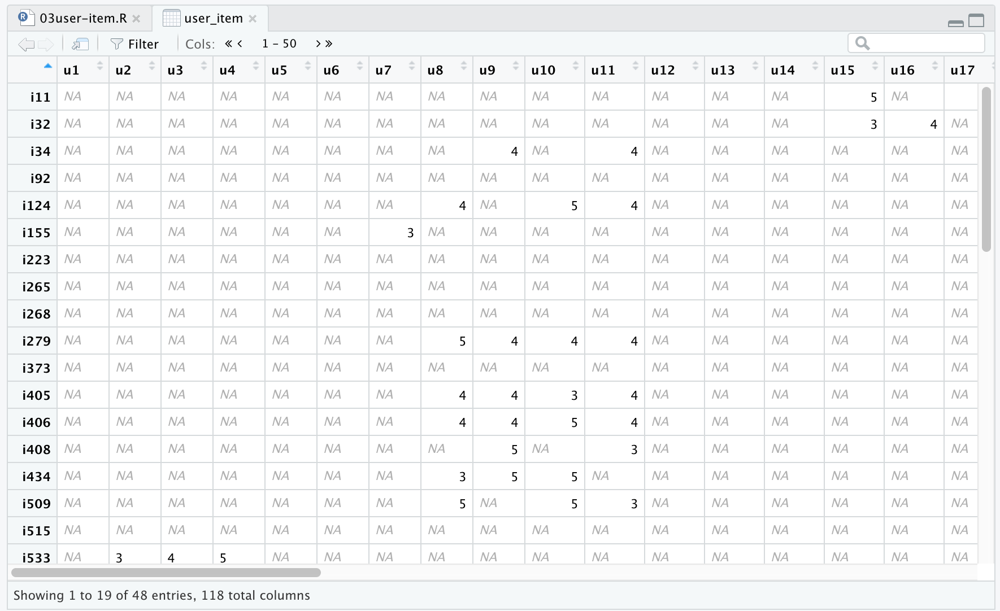 03user-item.R × user_item ×
Filter Cols: « < 1 - 50 > »
u1 u2 u3 u4 u5 u6 u7 u8 u9 u10 u11 u12 u13 u14 u15 u16 u17
i11 NA NA NA NA NA NA NA NA NA NA NA NA NA NA 5 NA
i32 NA NA NA NA NA NA NA NA NA NA NA NA NA NA 3 4 NA
i34 NA NA NA NA NA NA NA NA 4 NA 4 NA NA NA NA NA NA
i92 NA NA NA NA NA NA NA NA NA NA NA NA NA NA NA NA NA
i124 NA NA NA NA NA NA NA 4 NA 5 4 NA NA NA NA NA NA
i155 NA NA NA NA NA NA 3 NA NA NA NA NA NA NA NA NA NA
i223 NA NA NA NA NA NA NA NA NA NA NA NA NA NA NA NA NA
i265 NA NA NA NA NA NA NA NA NA NA NA NA NA NA NA NA NA
i268 NA NA NA NA NA NA NA NA NA NA NA NA NA NA NA NA NA
i279 NA NA NA NA NA NA NA 5 4 4 4 NA NA NA NA NA NA
i373 NA NA NA NA NA NA NA NA NA NA NA NA NA NA NA NA NA
i405 NA NA NA NA NA NA NA 4 4 3 4 NA NA NA NA NA NA
i406 NA NA NA NA NA NA NA 4 4 5 4 NA NA NA NA NA NA
i408 NA NA NA NA NA NA NA NA 5 NA 3 NA NA NA NA NA NA
i434 NA NA NA NA NA NA NA 3 5 5 NA NA NA NA NA NA NA
i509 NA NA NA NA NA NA NA 5 NA 5 3 NA NA NA NA NA NA
i515 NA NA NA NA NA NA NA NA NA NA NA NA NA NA NA NA NA
i533 NA 3 4 5 NA NA NA NA NA NA NA NA NA NA NA NA NA
Showing 1 to 19 of 48 entries, 118 total columns